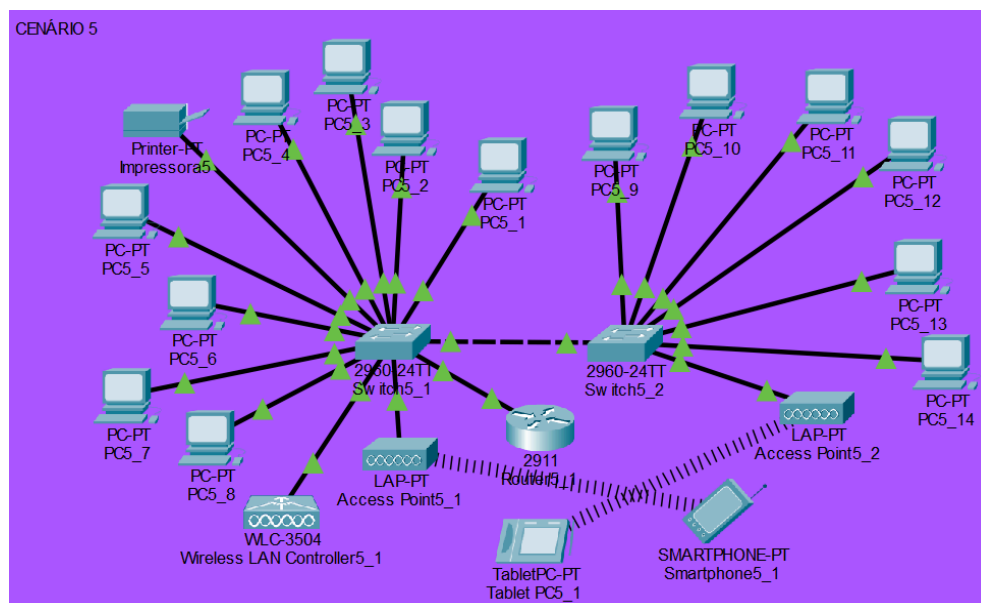 CENÁRIO 5
PC-PT
PC5_3
PC-PT
PC5_4
Printer-PT
Impressora5
PC-PT
PC5_2
PC-PT
PC5_1
PC-PT
PC5_5
PC-PT
PC5_6
PC-PT
PC5_7
PC-PT
PC5_8
2960-24TT
Switch5_1
WLC-3504
Wireless LAN Controller5_1
LAP-PT
Access Point5_1
2911
Router5_1
PC-PT
PC5_9
PC-PT
PC5_10
PC-PT
PC5_11
PC-PT
PC5_12
PC-PT
PC5_13
PC-PT
PC5_14
2960-24TT
Switch5_2
LAP-PT
Access Point5_2
TabletPC-PT
Tablet PC5_1
SMARTPHONE-PT
Smartphone5_1